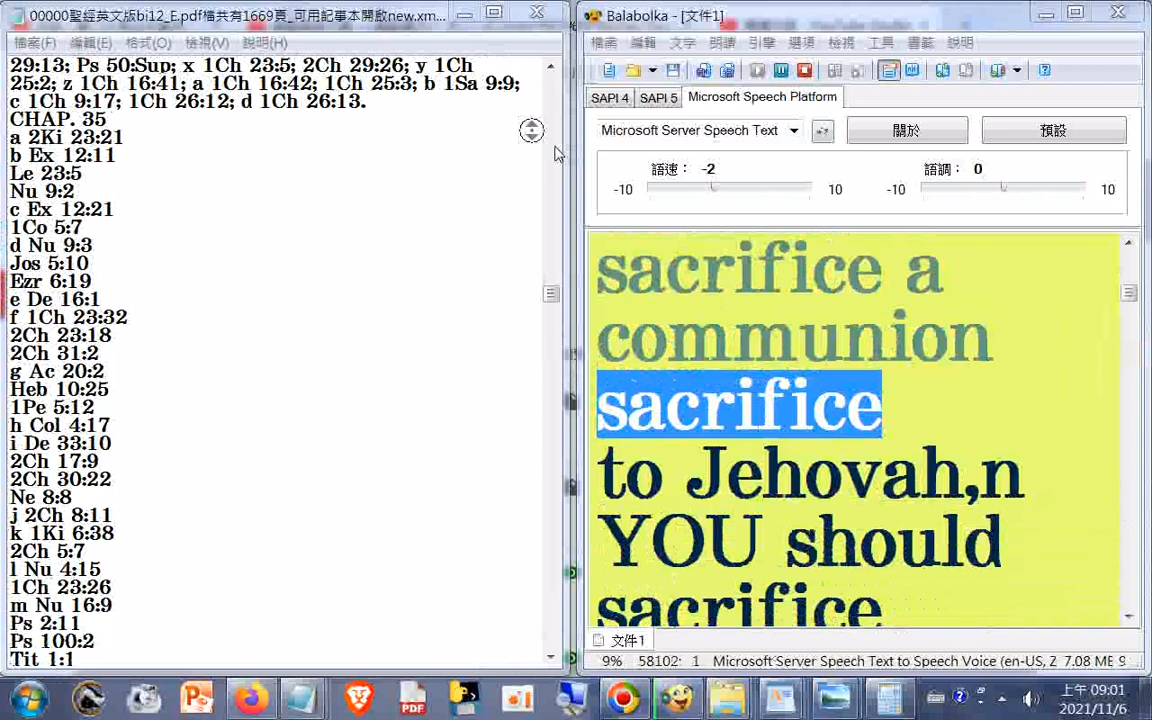 00000聖經英文版bi12_E.pdf檔共有1669頁_可用記事本開啟new.xm...
檔案(F) 編輯(E) 格式(O) 檢視(V) 說明(H)
29:13; Ps 50:Sup; x 1Ch 23:5; 2Ch 29:26; y 1Ch
25:2; z 1Ch 16:41; a 1Ch 16:42; 1Ch 25:3; b 1Sa 9:9;
c 1Ch 9:17; 1Ch 26:12; d 1Ch 26:13.
CHAP. 35
a 2Ki 23:21
b Ex 12:11
Le 23:5
Nu 9:2
c Ex 12:21
1Co 5:7
d Nu 9:3
Jos 5:10
Ezr 6:19
e De 16:1
f 1Ch 23:32
2Ch 23:18
2Ch 31:2
g Ac 20:2
Heb 10:25
1Pe 5:12
h Col 4:17
i De 33:10
2Ch 17:9
2Ch 30:22
Ne 8:8
j 2Ch 8:11
k 1Ki 6:38
2Ch 5:7
l Nu 4:15
1Ch 23:26
m Nu 16:9
Ps 2:11
Ps 100:2
Tit 1:1
Balabolka - [文件1]
檔案 編輯 文字 朗讀 引擎 選項 檢視 工具 書籤 說明
SAPI 4 SAPI 5 Microsoft Speech Platform
Microsoft Server Speech Text 關於 預設
語速: -2 語調: 0
-10 10 -10 10
sacrifice a
communion
sacrifice
to Jehovah,n
YOU should
sacrifice
文件1
9% 58102: 1 Microsoft Server Speech Text to Speech Voice (en-US, Z 7.08 MB 9
PDF
上午 09:01
2021/11/6